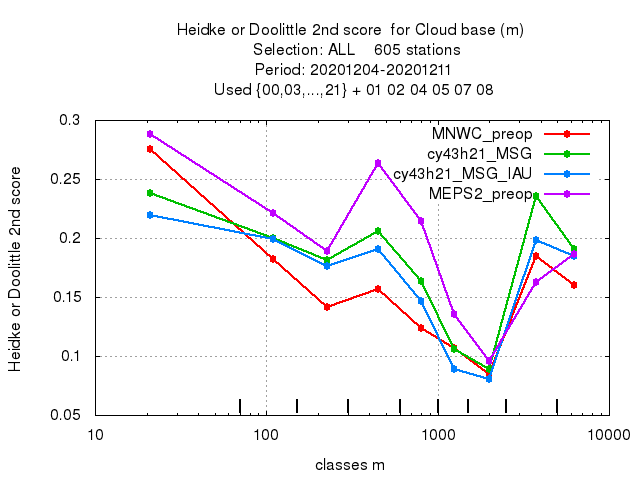 Heidke or Doolittle 2nd score  for Cloud base (m)
Selection: ALL    605 stations
Period: 20201204-20201211
Used {00,03,...,21} + 01 02 04 05 07 08
MNWC_preop
cy43h21_MSG
cy43h21_MSG_IAU
MEPS2_preop
Heidke or Doolittle 2nd score
0.3
0.25
0.2
0.15
0.1
0.05
10 100 1000 10000
classes m